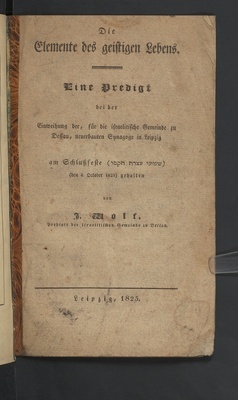 Die
Elemente des geistigen Lebens.
Eine Predigt
bei der
Einweihung der, für die israelitische Gemeinde zu
Dessau, neuerbauten Synagoge in Leipzig
am Schlußfeste (שמיני עצרת
(den 4. October 1825) gehalten
von
J. Wolf,
Prediger der israelitischen Gemeinde zu Dessau.
Leipzig, 1825.